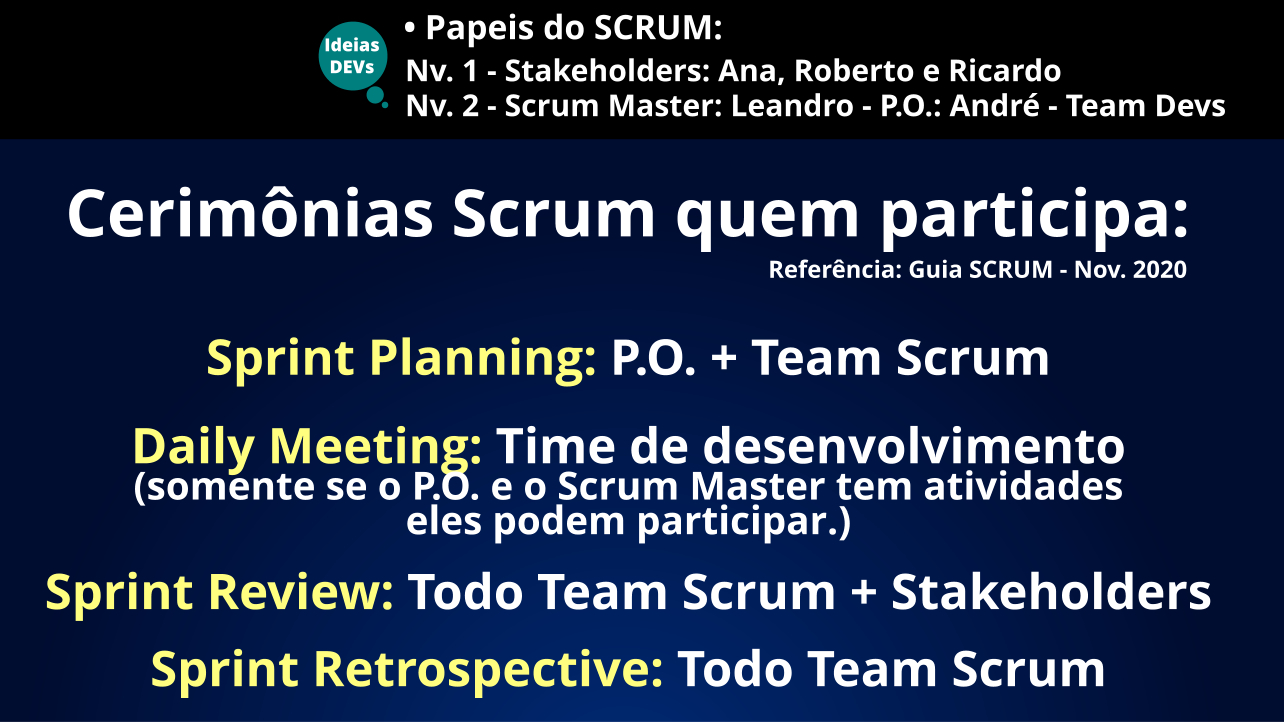 Ideias
DEVs
• Papeis do SCRUM:
Nv. 1 - Stakeholders: Ana, Roberto e Ricardo
Nv. 2 - Scrum Master: Leandro - P.O.: André - Team Devs
Cerimônias Scrum quem participa:
Referência: Guia SCRUM - Nov. 2020
Sprint Planning: P.O. + Team Scrum
Daily Meeting: Time de desenvolvimento
(somente se o P.O. e o Scrum Master tem atividades
eles podem participar.)
Sprint Review: Todo Team Scrum + Stakeholders
Sprint Retrospective: Todo Team Scrum